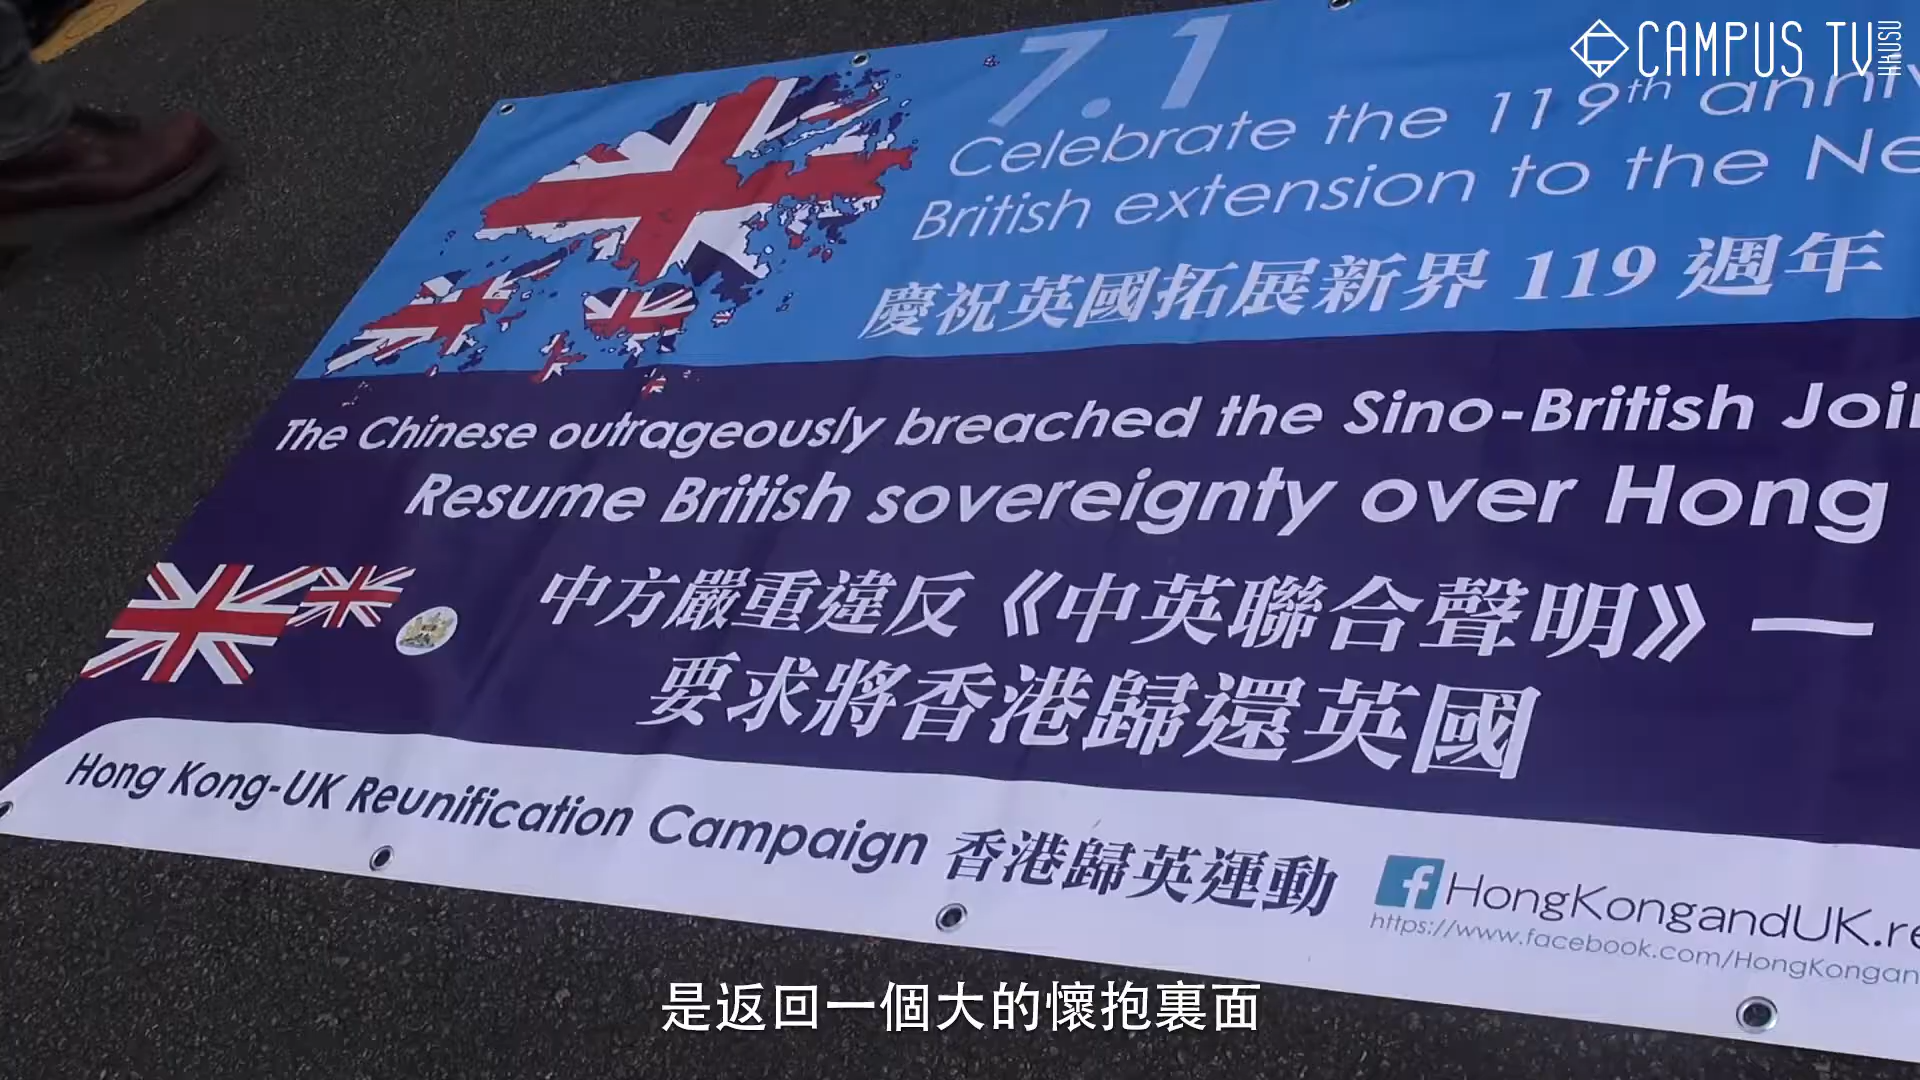 CAMPUS TV
HKUSU
7.1
Celebrate the 119th
British extension to the
慶祝英國拓展新界 119 週年
The Chinese outrageously breached the Sino-British
Resume British sovereignty over Hong
中方嚴重違反《中英聯合聲明》一
要求將香港歸還英國
Hong Kong-UK Reunification Campaign 香港歸英運動
f HongKongandUK.re
https://www.facebook.com/HongKongan
是返回一個大的懷抱裏面